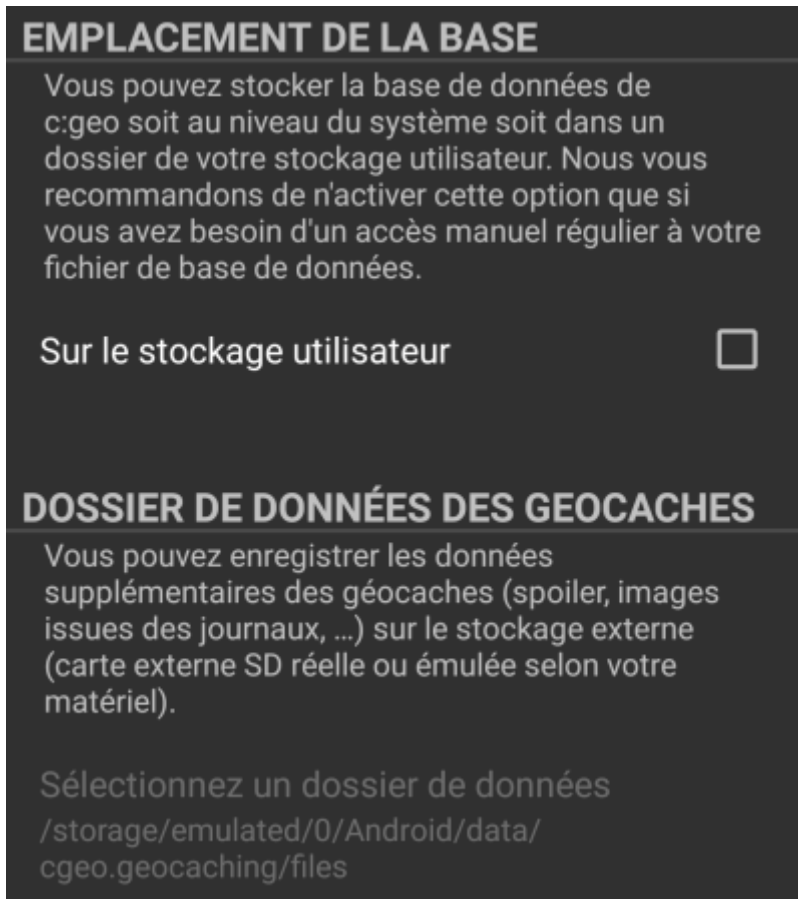 EMPLACEMENT DE LA BASE
Vous pouvez stocker la base de données de
c:geo soit au niveau du système soit dans un
dossier de votre stockage utilisateur. Nous vous
recommandons de n'activer cette option que si
vous avez besoin d'un accès manuel régulier à votre
fichier de base de données.
Sur le stockage utilisateur
DOSSIER DE DONNÉES DES GEOCACHES
Vous pouvez enregistrer les données
supplémentaires des géocaches (spoiler, images
issues des journaux, …) sur le stockage externe
(carte externe SD réelle ou émulée selon votre
matériel).
Sélectionnez un dossier de données
/storage/emulated/0/Android/data/
cgeo.geocaching/files